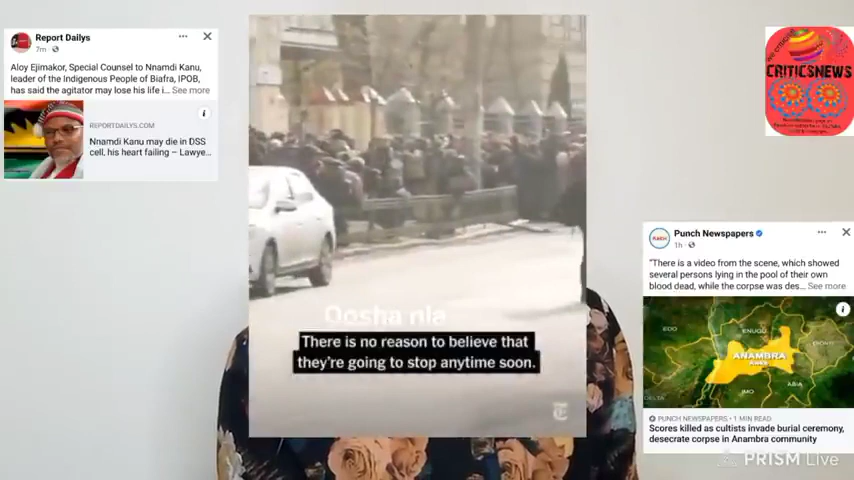 Report Dailys
7m
Aloy Ejimakor, Special Counsel to Nnamdi Kanu,
leader of the Indigenous People of Biafra, IPOB,
has said the agitator may lose his life i... See more
REPORTDAILYS.COM
Nnamdi Kanu may die in DSS
cell, his heart failing – Lawye...
CRITICSNEWS
Qosha nla
There is no reason to believe that
they're going to stop anytime soon.
Punch Newspapers
1h
"There is a video from the scene, which showed
several persons lying in the pool of their own
blood dead, while the corpse was des... See more
EDO
ENUGU
ANAMBRA
IMO
ABIA
DELTA
PUNCH NEWSPAPERS • 1 MIN READ
Scores killed as cultists invade burial ceremony,
desecrate corpse in Anambra community
PRISM Live